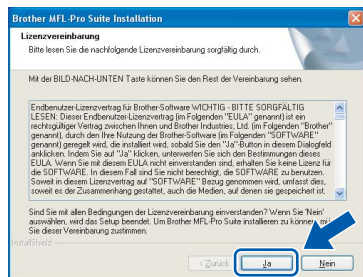 Brother MFL-Pro Suite Installation
Lizenzvereinbarung
Bitte lesen Sie die nachfolgende Lizenzvereinbarung sorgfältig durch.
Mit der BILD-NACH-UNTEN Taste können Sie den Rest der Vereinbarung sehen.
Endbenutzer-Lizenzvertrag für Brother-Software WICHTIG - BITTE SORGFÄLTIG
LESEN: Dieser Endbenutzer-Lizenzvertrag (im Folgenden "EULA" genannt) ist ein
rechtsgültiger Vertrag zwischen Ihnen und Brother Industries, Ltd. (im Folgenden "Brother"
genannt), durch den Ihre Nutzung der Brother-Software (im Folgenden "SOFTWARE"
genannt) geregelt wird, die installiert wird, sobald Sie den "Ja"-Button in diesem Dialogfeld
anklicken. Indem Sie auf "Ja" klicken, unterwerfen Sie sich den Bestimmungen dieses
EULA. Wenn Sie mit diesem EULA nicht einverstanden sind, erhalten Sie keine Lizenz für
die SOFTWARE. In diesem Fall sind Sie nicht berechtigt, die SOFTWARE zu benutzen.
Soweit in diesem Lizenzvertrag auf "SOFTWARE" Bezug genommen wird, umfasst dies,
soweit es der Zusammenhang gestattet, auch die Medien, auf denen sie gespeichert ist.
Sind Sie mit allen Bedingungen der Lizenzvereinbarung einverstanden? Wenn Sie 'Nein'
auswählen, wird das Setup beendet. Um Brother MFL-Pro Suite installieren zu können,
Sie dieser Vereinbarung zustimmen.
InstallShield
< Zurück
Ja
Nein